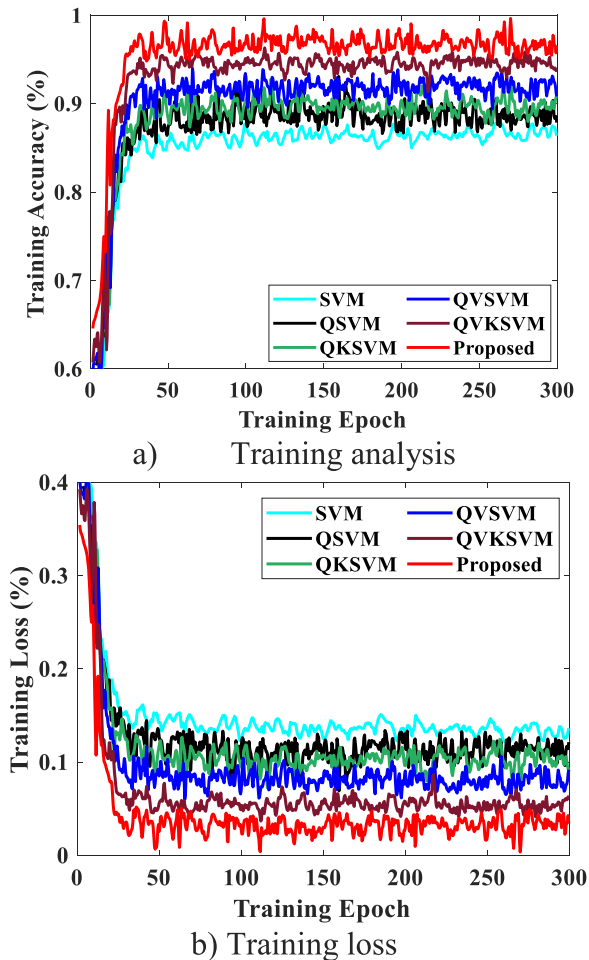 1
0.9
0.8
0.7
0.6
Training Accuracy (%)
SVM QVSVM
QSVM QVKSVM
QKSVM Proposed
0 50 100 150 200 250 300
Training Epoch
a) Training analysis
0.4
0.3
0.2
0.1
0
Training Loss (%)
SVM QVSVM
QSVM QVKSVM
QKSVM Proposed
0 50 100 150 200 250 300
Training Epoch
b) Training loss